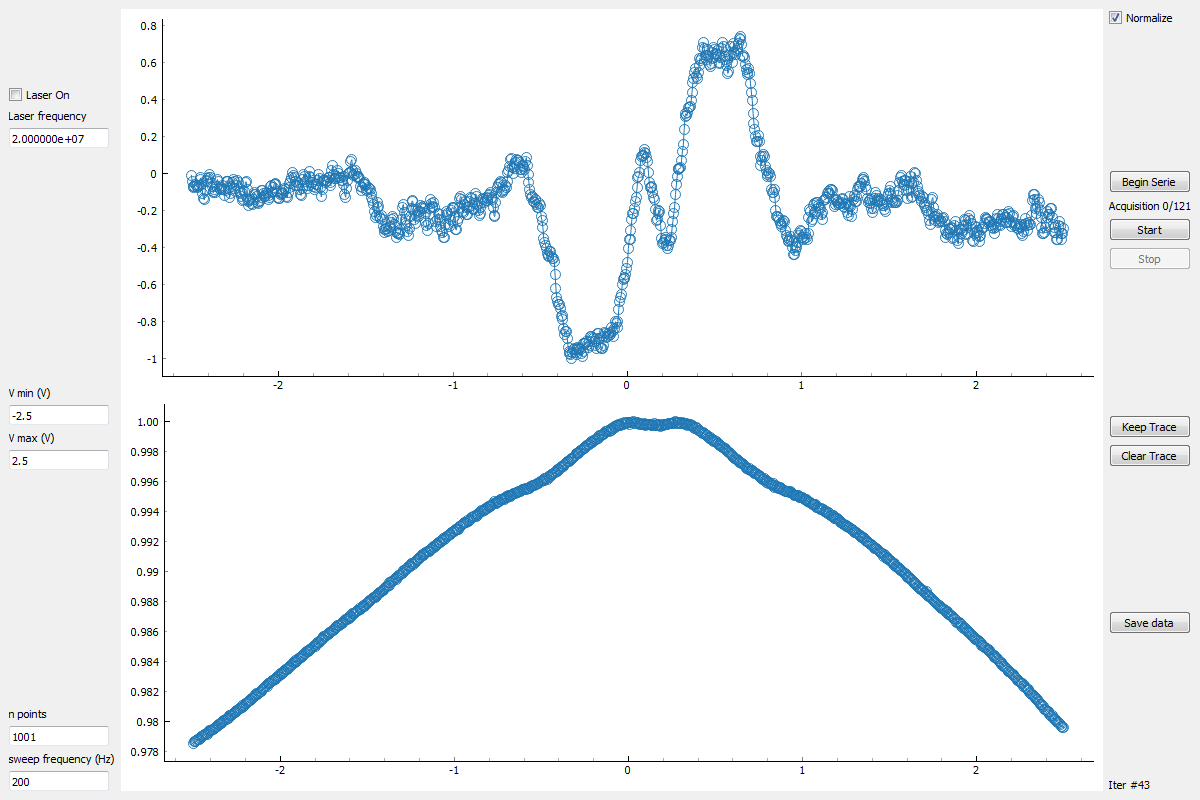 Laser On
Laser frequency
2.000000e+07
V min (V)
-2.5
V max (V)
2.5
n points
1001
sweep frequency (Hz)
200
0.8
0.6
0.4
0.2
0
-0.2
-0.4
-0.6
-0.8
-1
-2 -1 0 1 2
1.00
0.998
0.996
0.994
0.992
0.99
0.988
0.986
0.984
0.982
0.98
0.978
-2 -1 0 1 2
Normalize
Begin Serie
Acquisition 0/121
Start
Stop
Keep Trace
Clear Trace
Save data
Iter #43